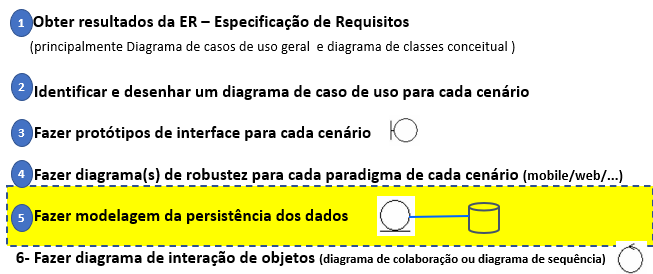 1 Obter resultados da ER – Especificação de Requisitos
(principalmente Diagrama de casos de uso geral e diagrama de classes conceitual )
2 Identificar e desenhar um diagrama de caso de uso para cada cenário
3 Fazer protótipos de interface para cada cenário
4 Fazer diagrama(s) de robustez para cada paradigma de cada cenário (mobile/web/...)
5 Fazer modelagem da persistência dos dados
6- Fazer diagrama de interação de objetos (diagrama de colaboração ou diagrama de sequência)